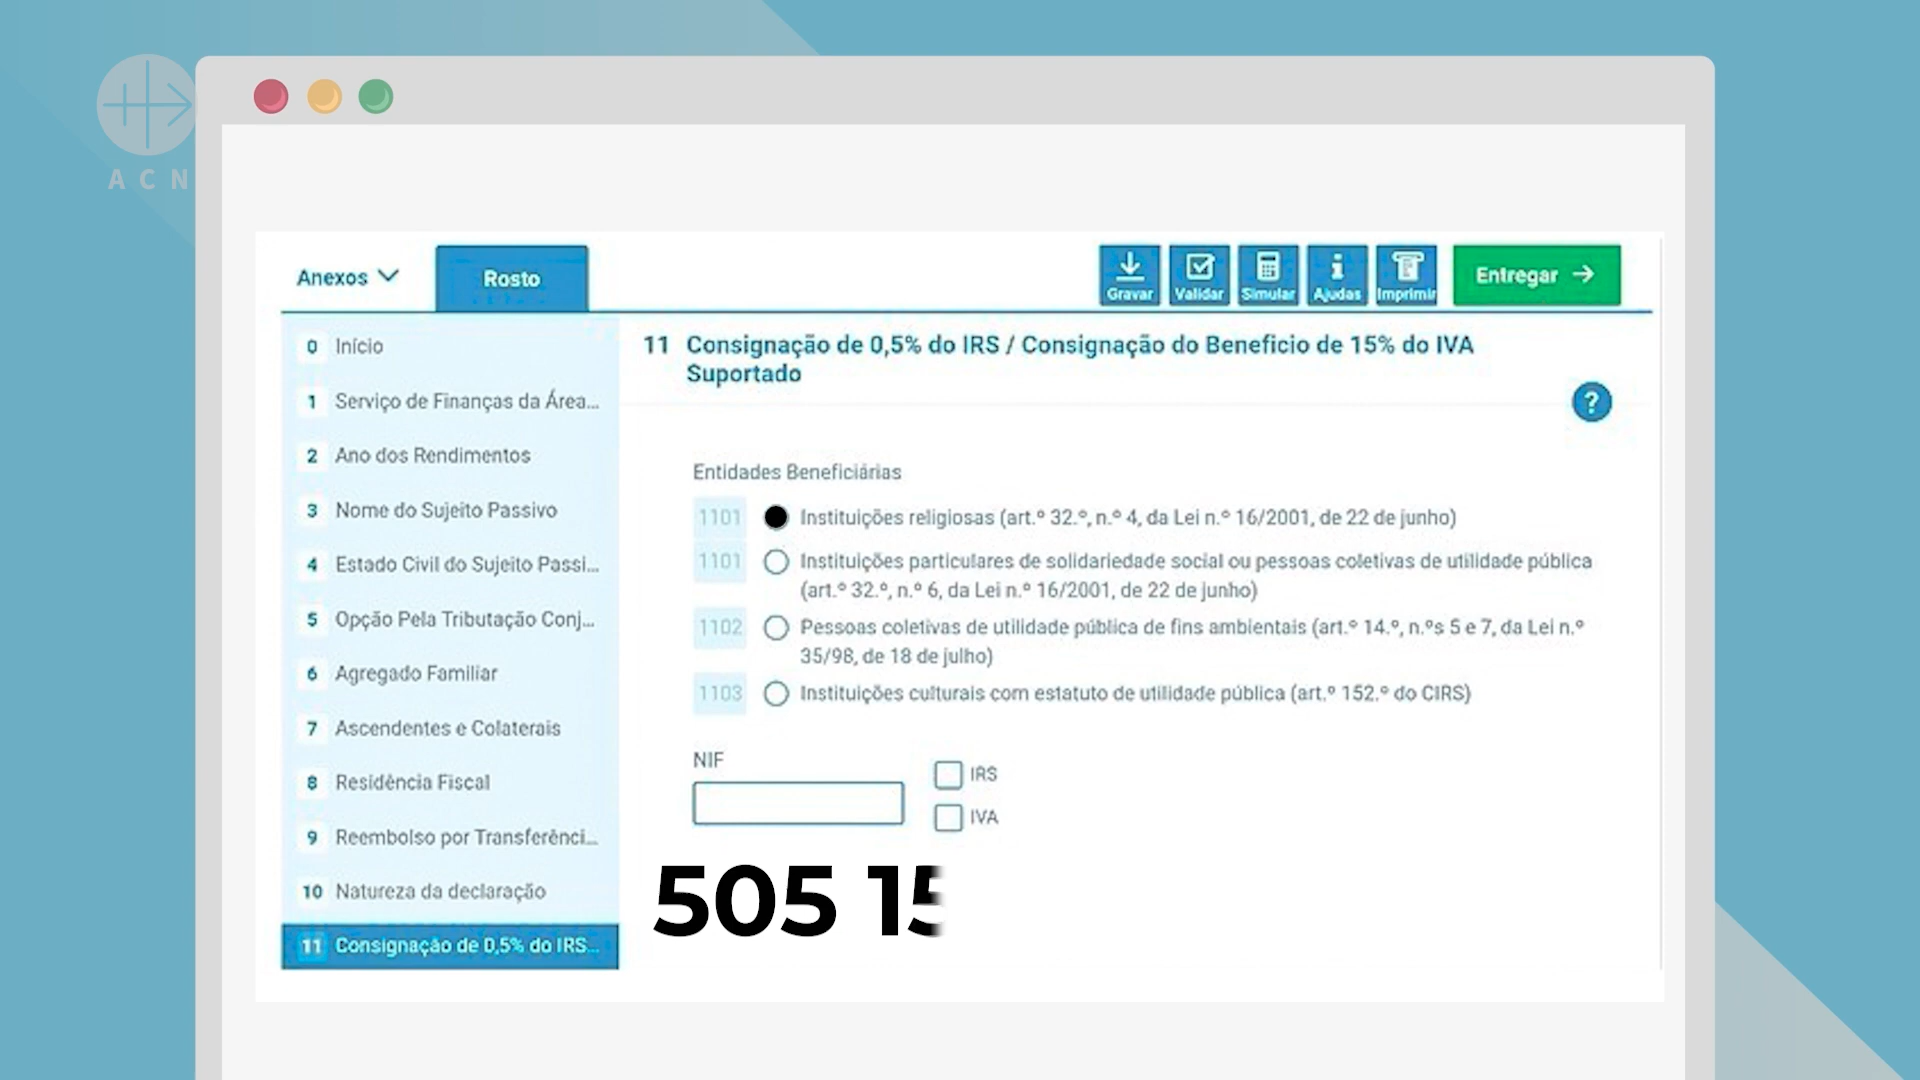 ACN
Anexos
Rosto
Gravar
Validar
Simular
Ajudas
Imprimir
Entregar →
0 Início
1 Serviço de Finanças da Área...
2 Ano dos Rendimentos
3 Nome do Sujeito Passivo
4 Estado Civil do Sujeito Passi...
5 Opção Pela Tributação Conj...
6 Agregado Familiar
7 Ascendentes e Colaterais
8 Residência Fiscal
9 Reembolso por Transferênci...
10 Natureza da declaração
11 Consignação de 0,5% do IRS...
11 Consignação de 0,5% do IRS / Consignação do Beneficio de 15% do IVA
Suportado
?
Entidades Beneficiárias
1101 Instituições religiosas (art.º 32.º, n.º 4, da Lei n.º 16/2001, de 22 de junho)
1101 Instituições particulares de solidariedade social ou pessoas coletivas de utilidade pública
(art.º 32.º, n.º 6, da Lei n.º 16/2001, de 22 de junho)
1102 Pessoas coletivas de utilidade pública de fins ambientais (art.º 14.º, n.ºs 5 e 7, da Lei n.º
35/98, de 18 de julho)
1103 Instituições culturais com estatuto de utilidade pública (art.º 152.º do CIRS)
NIF
IRS
IVA
505 15